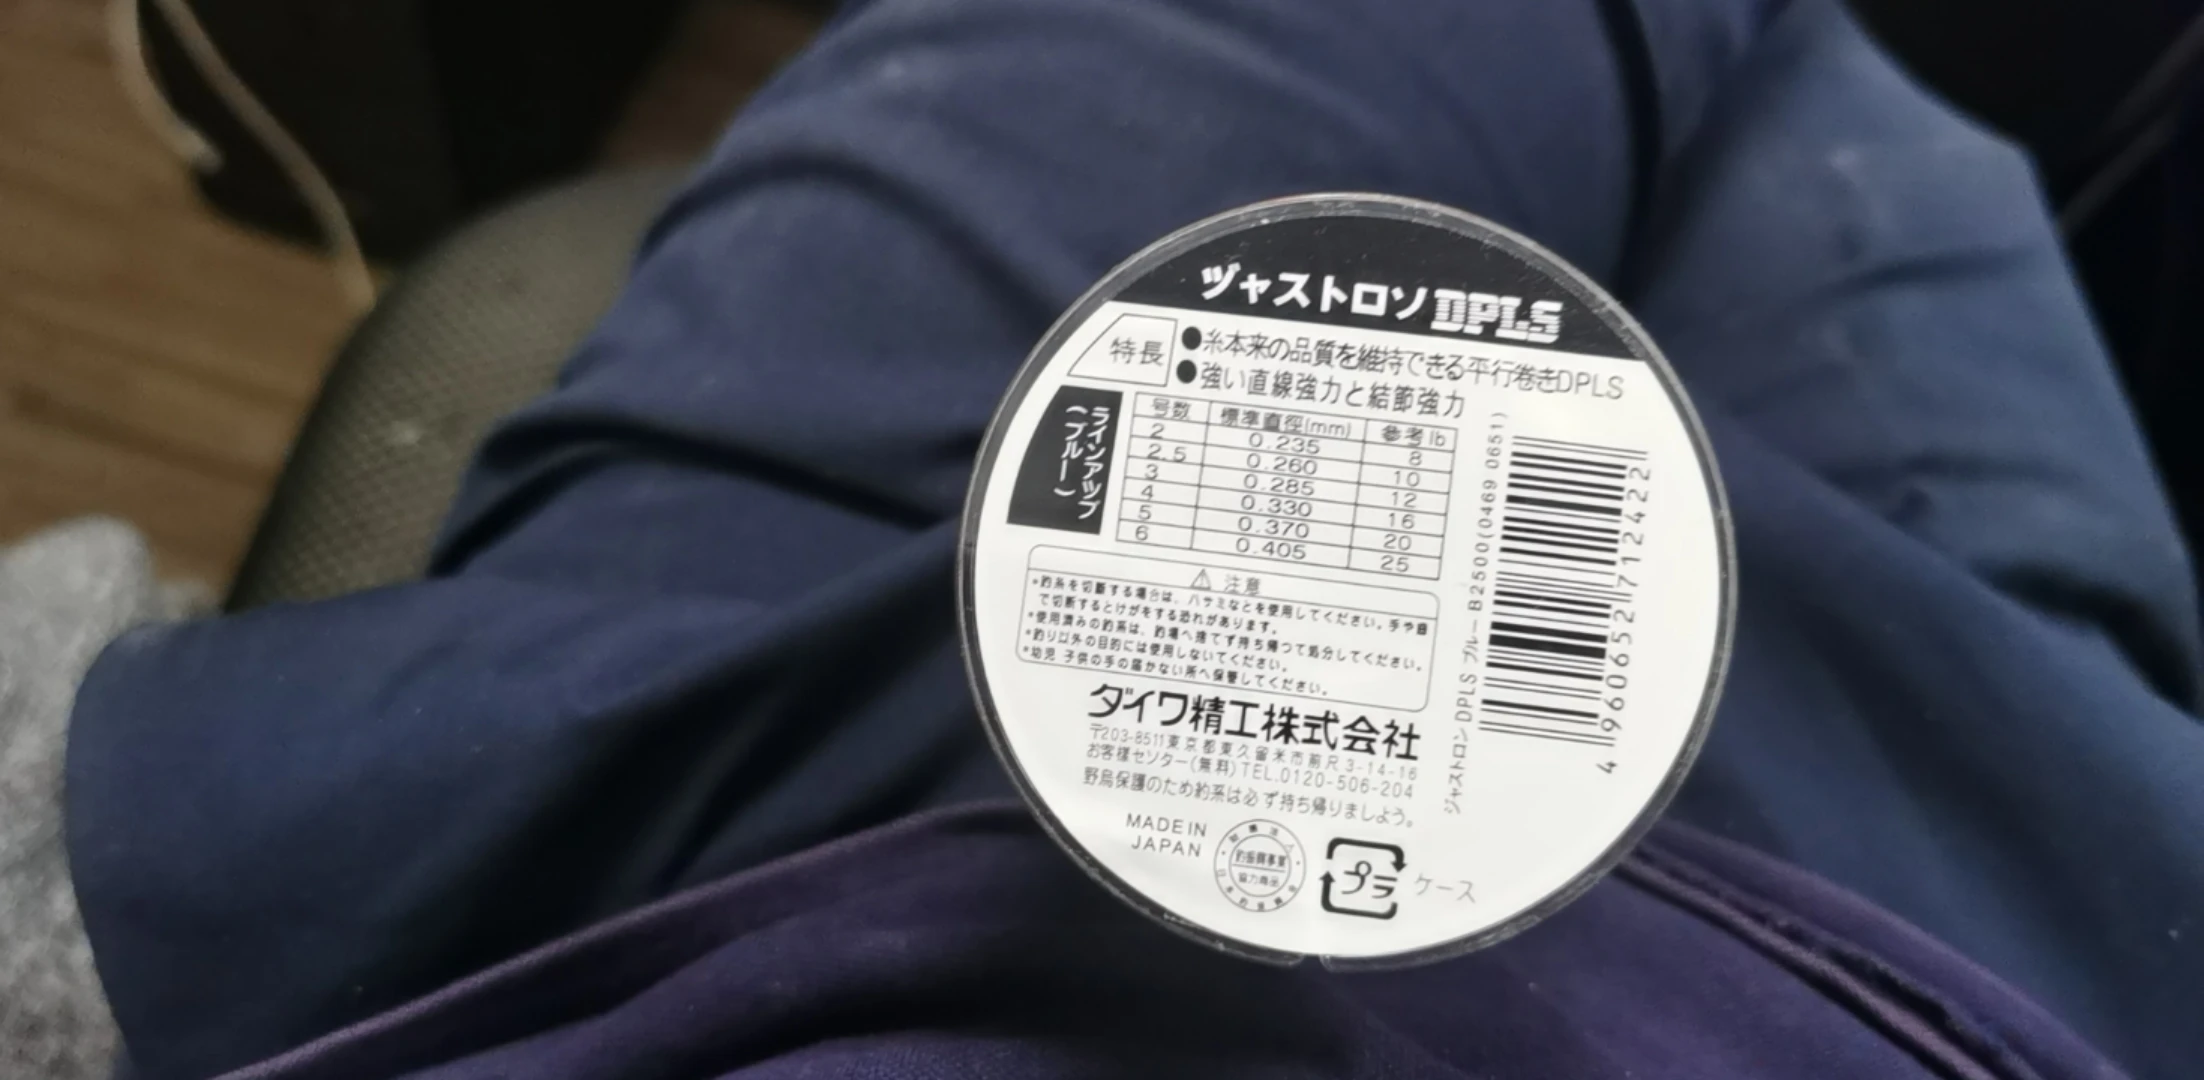 ヅャストロソ DPLS
特長
●糸本来の品質を維持できる平行巻きDPLS
●強い直線強力と結節強力
ラインアップ
(ブルー)
号数 標準直径(mm) 参考lb
2 0.235 8
2.5 0.260 10
3 0.285 12
4 0.330 16
5 0.370 20
6 0.405 25
⚠ 注意
*釣糸を切断する場合は、ハサミなどを使用してください。手や歯
で切断するとけがをする恐れがあります。
*使用済みの釣糸は、釣場へ捨てず持ち帰って処分してください。
*釣り以外の目的には使用しないでください。
*幼児 子供の手の届かない所へ保管してください。
ダイワ精工株式会社
〒203-8511東京都東久留米市前沢3-14-16
お客様センター(無料)TEL.0120-506-204
野鳥保護のため釣糸は必ず持ち帰りましょう。
MADE IN
JAPAN
釣振興事業
協力商品
プラ
ケース
ジャストロン DPLS ブルー B2500(0469 0651)
4 960652 712422